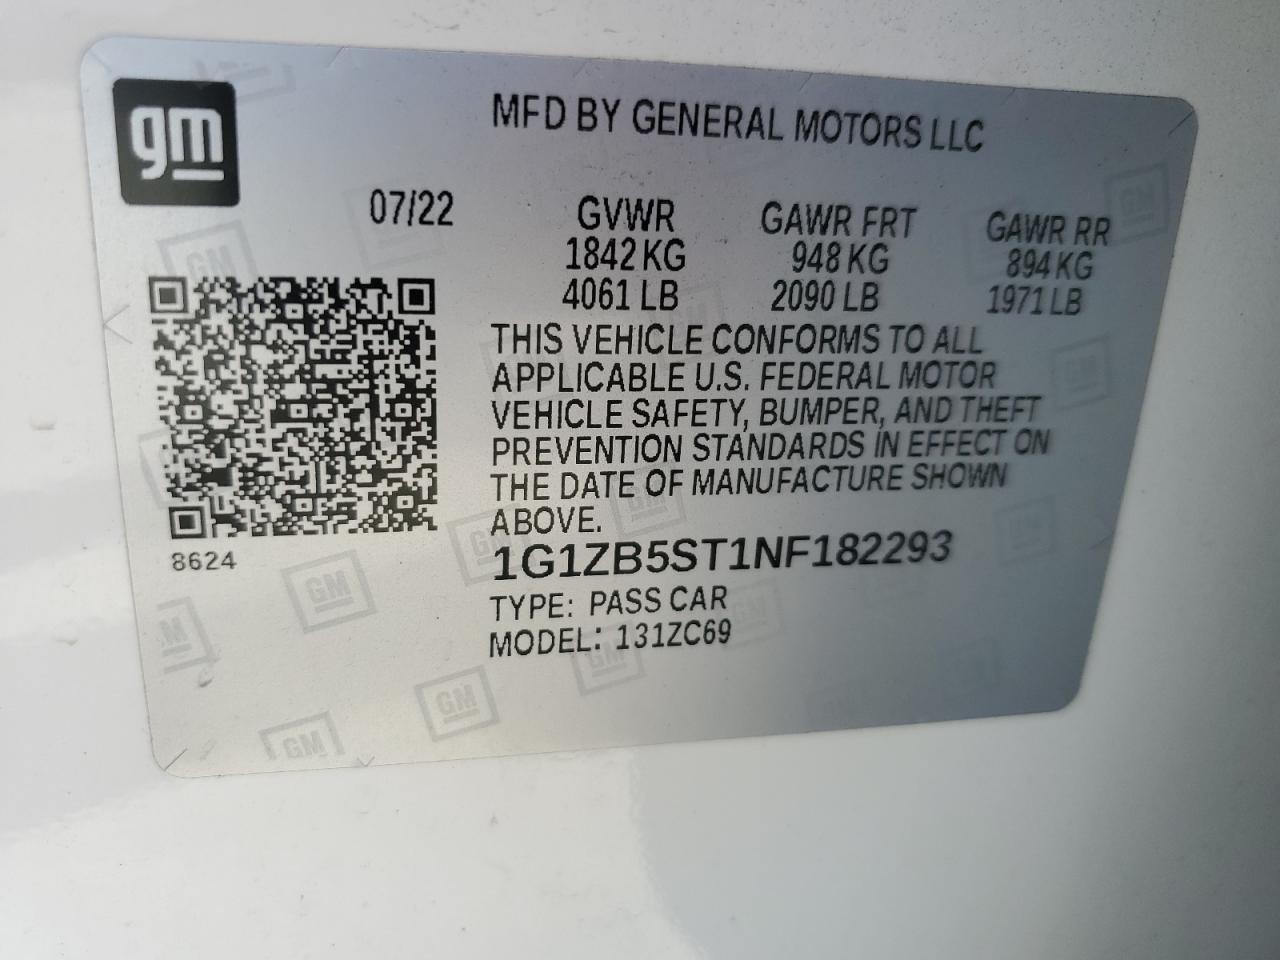 gm
MFD BY GENERAL MOTORS LLC
07/22
GVWR GAWR FRT GAWR RR
1842 KG 948 KG 894 KG
4061 LB 2090 LB 1971 LB
THIS VEHICLE CONFORMS TO ALL
APPLICABLE U.S. FEDERAL MOTOR
VEHICLE SAFETY, BUMPER, AND THEFT
PREVENTION STANDARDS IN EFFECT ON
THE DATE OF MANUFACTURE SHOWN
ABOVE.
8624
1G1ZB5ST1NF182293
TYPE: PASS CAR
MODEL: 131ZC69